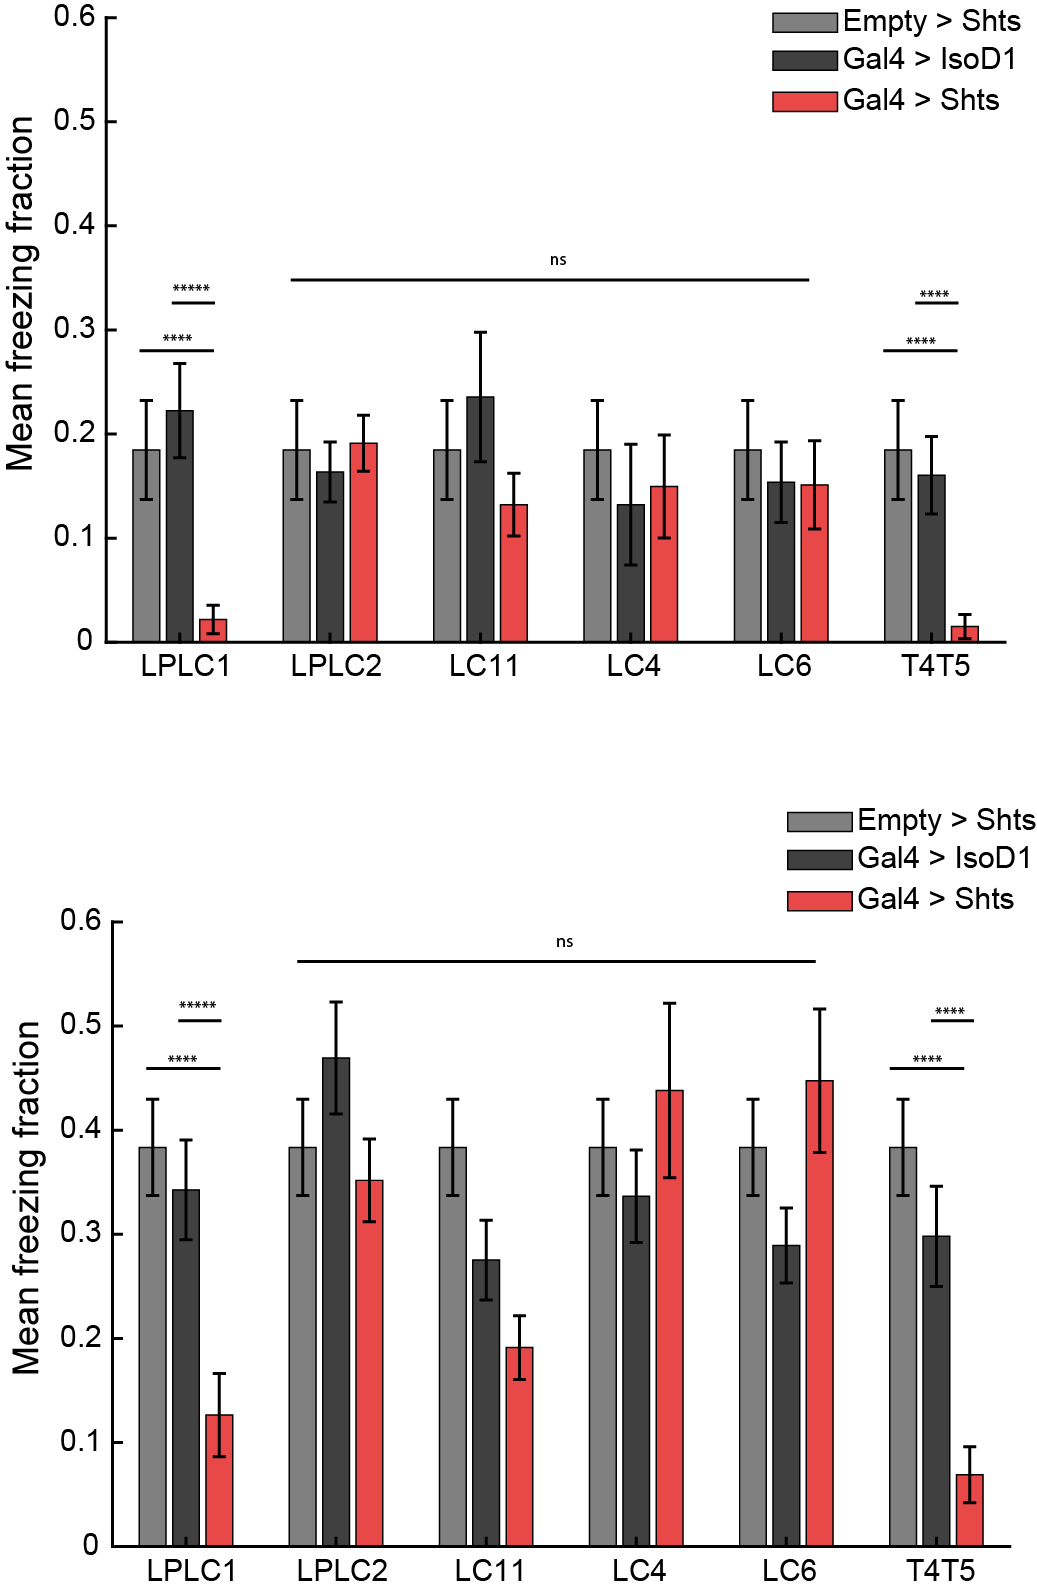 0.6
0.5
0.4
0.3
0.2
0.1
0
Mean freezing fraction
Empty > Shts
Gal4 > IsoD1
Gal4 > Shts
ns
*****
****
****
****
LPLC1 LPLC2 LC11 LC4 LC6 T4T5
Empty > Shts
Gal4 > IsoD1
Gal4 > Shts
0.6
0.5
0.4
0.3
0.2
0.1
0
Mean freezing fraction
ns
*****
****
****
****
LPLC1 LPLC2 LC11 LC4 LC6 T4T5